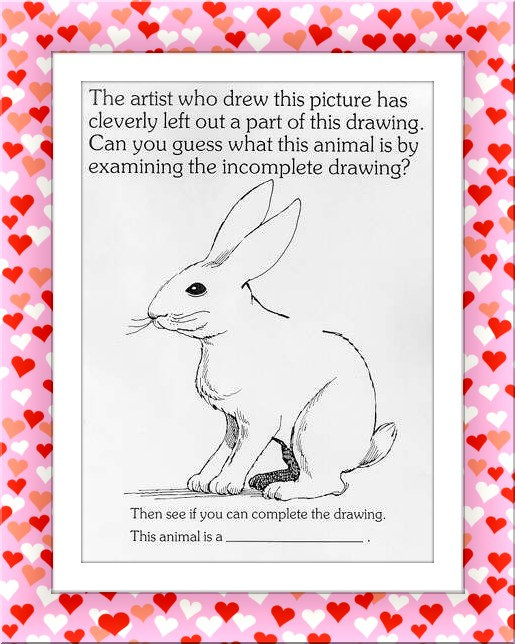 The artist who drew this picture has
cleverly left out a part of this drawing.
Can you guess what this animal is by
examining the incomplete drawing?
Then see if you can complete the drawing.
This animal is a ____________________ .